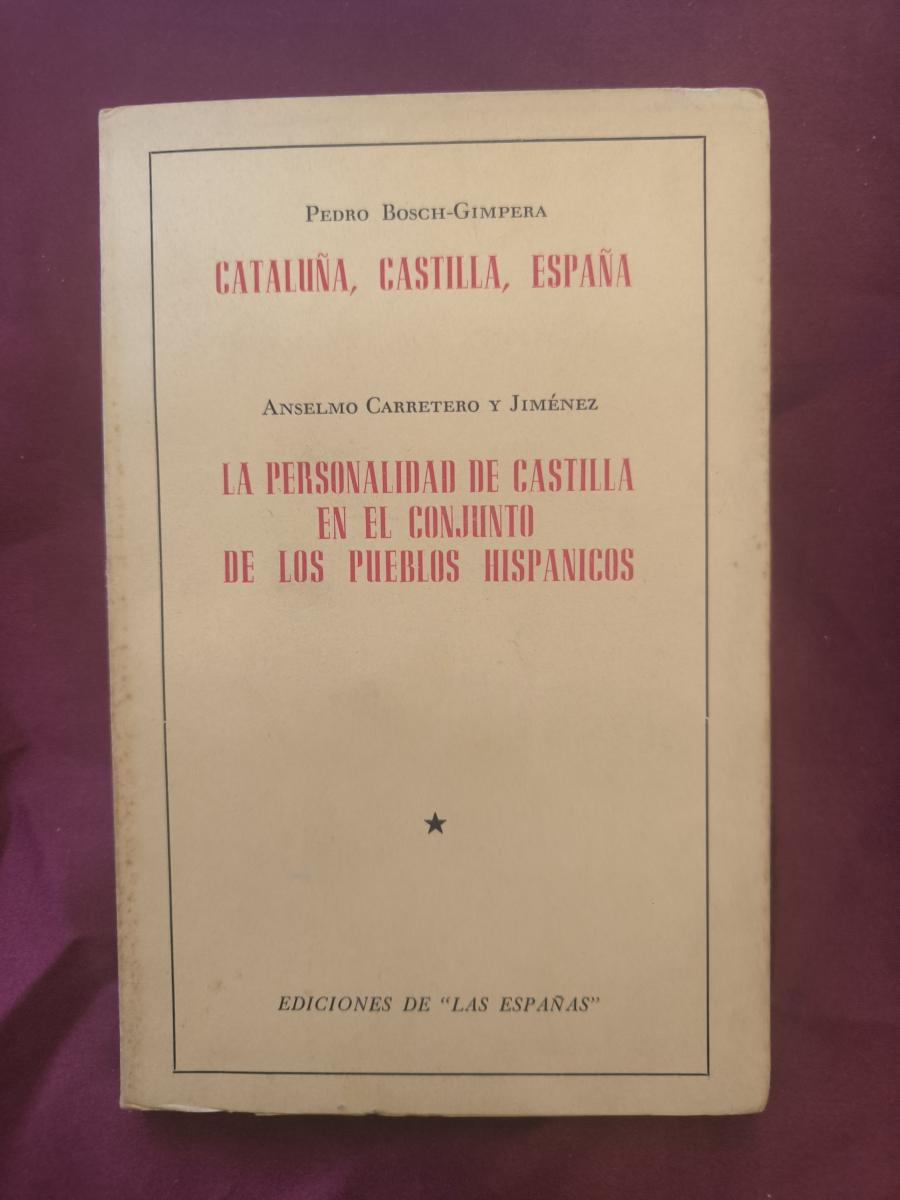 PEDRO BOSCH-GIMPERA
CATALUÑA, CASTILLA, ESPAÑA
ANSELMO CARRETERO Y JIMÉNEZ
LA PERSONALIDAD DE CASTILLA
EN EL CONJUNTO
DE LOS PUEBLOS HISPANICOS
EDICIONES DE "LAS ESPAÑAS"